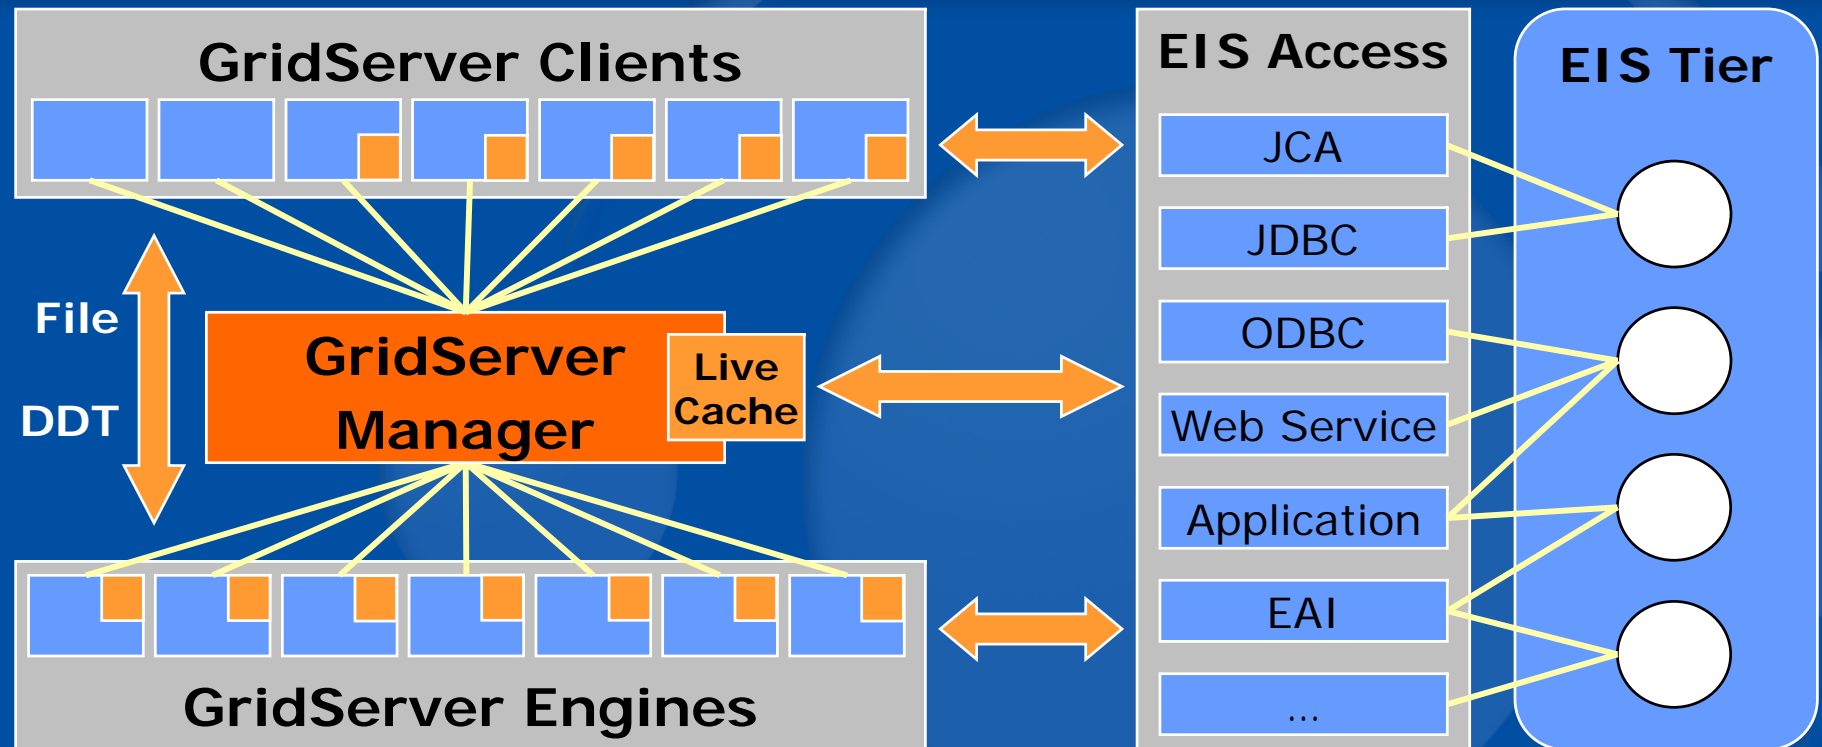 GridServer Clients
File
DDT
GridServer
Manager
Live
Cache
GridServer Engines
EIS Access
JCA
JDBC
ODBC
Web Service
Application
EAI
...
EIS Tier